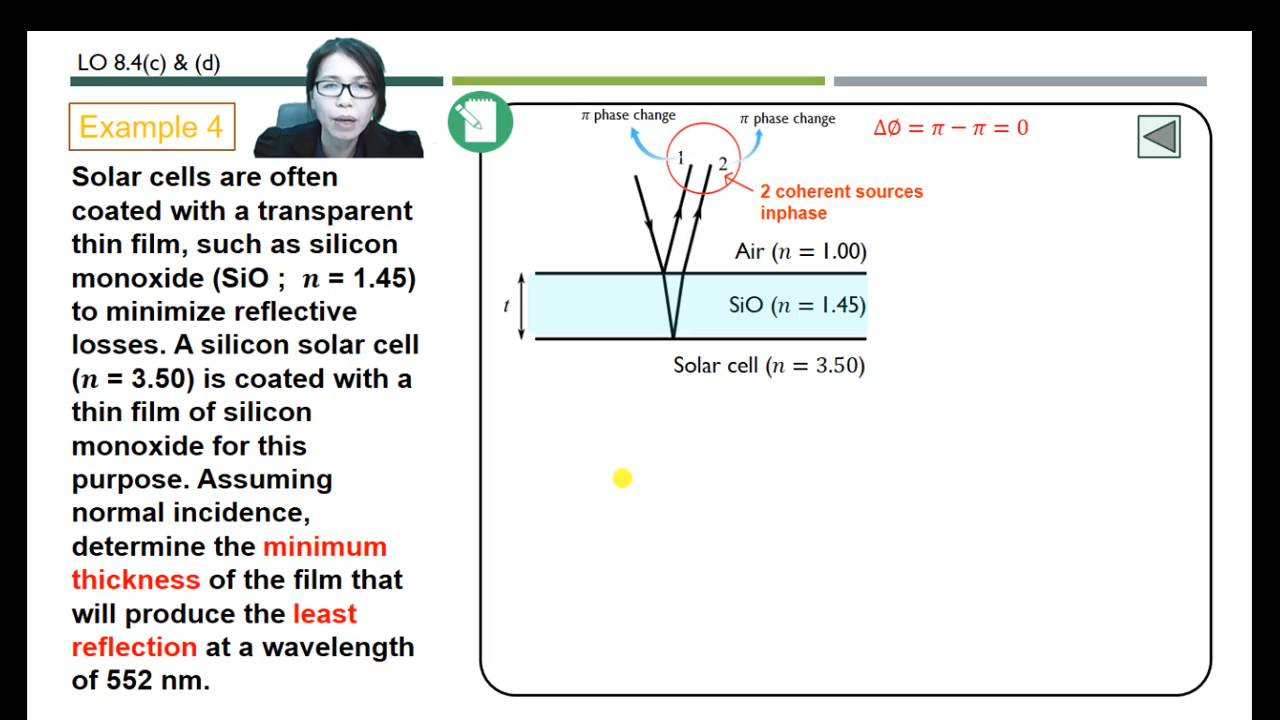 LO 8.4(c) & (d)
Example 4
Solar cells are often
coated with a transparent
thin film, such as silicon
monoxide (SiO ; n = 1.45)
to minimize reflective
losses. A silicon solar cell
(n = 3.50) is coated with a
thin film of silicon
monoxide for this
purpose. Assuming
normal incidence,
determine the minimum
thickness of the film that
will produce the least
reflection at a wavelength
of 552 nm.
π phase change
π phase change
ΔØ = π − π = 0
1
2
2 coherent sources
inphase
Air (n = 1.00)
t
SiO (n = 1.45)
Solar cell (n = 3.50)